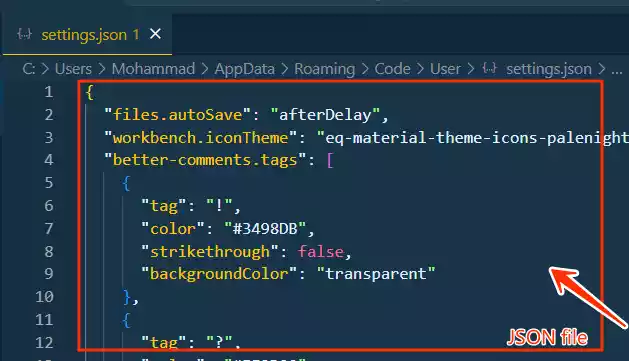 settings.json 1
C: > Users > Mohammad > AppData > Roaming > Code > User > settings.json > ...
1 {
2 "files.autoSave": "afterDelay",
3 "workbench.iconTheme": "eq-material-theme-icons-palenight
4 "better-comments.tags": [
5 {
6 "tag": "!",
7 "color": "#3498DB",
8 "strikethrough": false,
9 "backgroundColor": "transparent"
10 },
11 {
12 "tag": "?",
JSON file